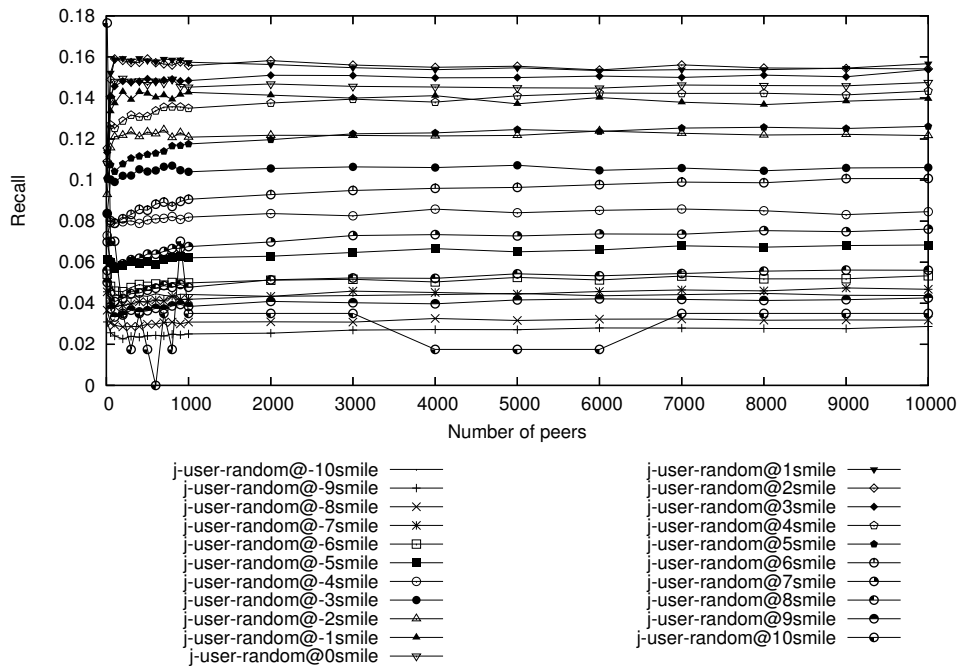 0.18
0.16
0.14
0.12
0.1
0.08
0.06
0.04
0.02
0
Recall
0 1000 2000 3000 4000 5000 6000 7000 8000 9000 10000
Number of peers
j-user-random@-10smile
j-user-random@-9smile
j-user-random@-8smile
j-user-random@-7smile
j-user-random@-6smile
j-user-random@-5smile
j-user-random@-4smile
j-user-random@-3smile
j-user-random@-2smile
j-user-random@-1smile
j-user-random@0smile
j-user-random@1smile
j-user-random@2smile
j-user-random@3smile
j-user-random@4smile
j-user-random@5smile
j-user-random@6smile
j-user-random@7smile
j-user-random@8smile
j-user-random@9smile
j-user-random@10smile